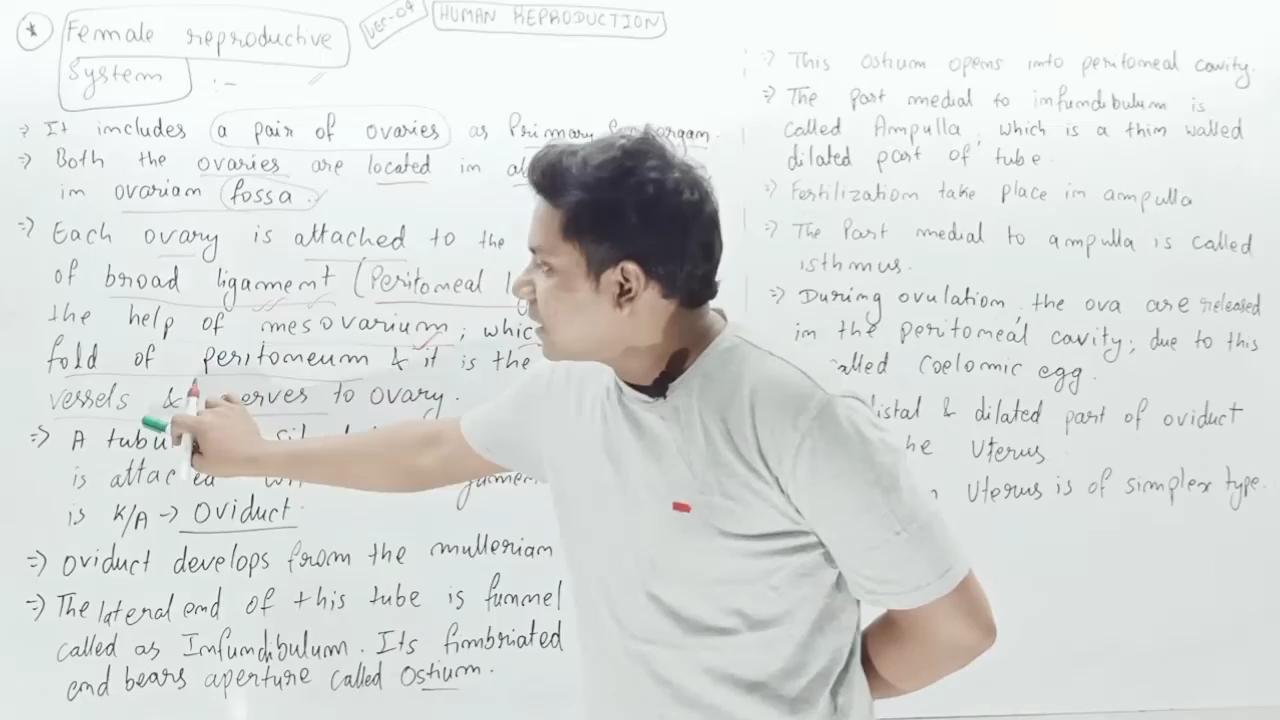 Female reproductive
System :-
LEC-04
HUMAN REPRODUCTION
⇒ It includes a pair of ovaries as Primary organ.
⇒ Both the ovaries are located in
in ovarian fossa.
⇒ Each ovary is attached to the
of broad ligament (Peritoneal
the help of mesovarium; which
fold of peritoneum & it is the
vessels & nerves to ovary.
⇒ A
is
is K/A → Oviduct.
⇒ Oviduct develops from the mullerian
⇒ The lateral end of this tube is funnel
called as Infundibulum. Its fimbriated
end bears aperture called Ostium.
⇒ This ostium opens into peritoneal cavity.
⇒ The part medial to infundibulum is
called Ampulla, which is a thin walled
dilated part of tube.
⇒ Fertilization take place in ampulla
⇒ The Part medial to ampulla is called
isthmus.
⇒ During ovulation, the ova are released
in the peritoneal cavity; due to this
called Coelomic egg.
distal & dilated part of oviduct
the Uterus
, Uterus is of simplex type.